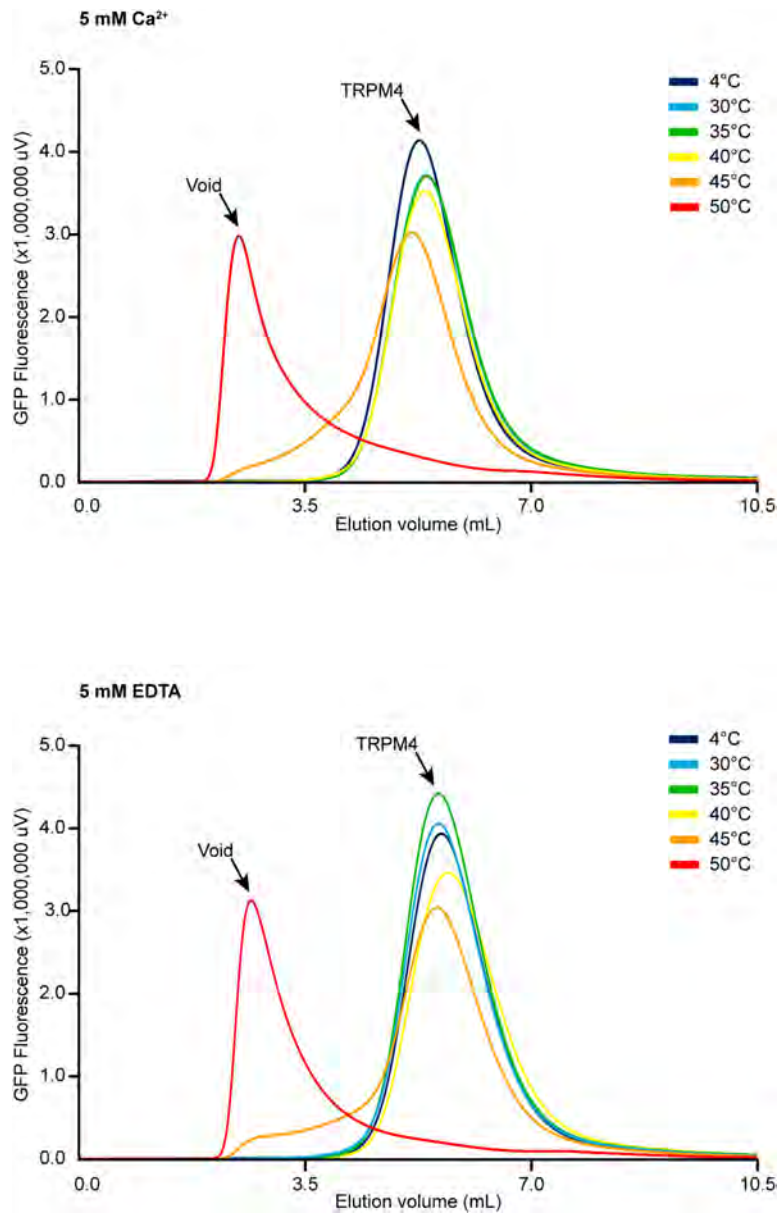 5 mM Ca²⁺
5.0
4.0
3.0
2.0
1.0
0.0
GFP Fluorescence (x1,000,000 uV)
Void
TRPM4
4°C
30°C
35°C
40°C
45°C
50°C
0.0 3.5 7.0 10.5
Elution volume (mL)
5 mM EDTA
5.0
4.0
3.0
2.0
1.0
0.0
GFP Fluorescence (x1,000,000 uV)
Void
TRPM4
4°C
30°C
35°C
40°C
45°C
50°C
0.0 3.5 7.0 10.5
Elution volume (mL)